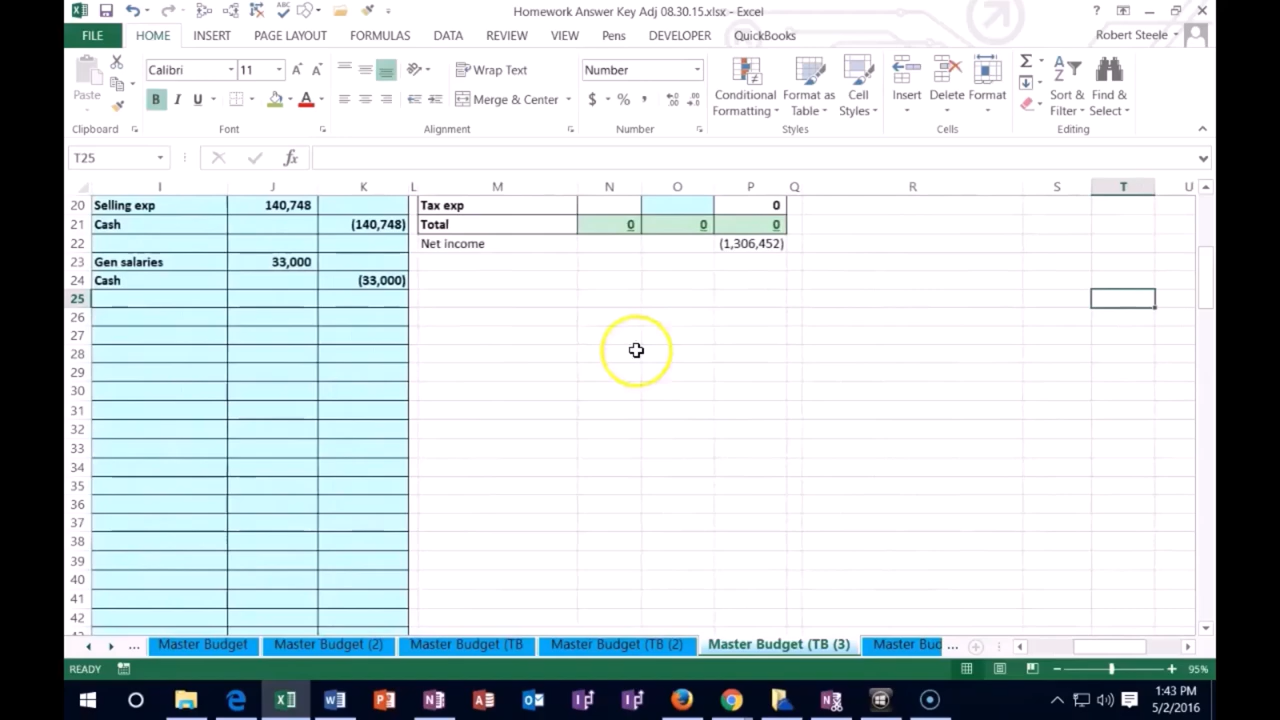 Homework Answer Key Adj 08.30.15.xlsx - Excel
FILE HOME INSERT PAGE LAYOUT FORMULAS DATA REVIEW VIEW Pens DEVELOPER QuickBooks Robert Steele
Calibri 11 Wrap Text Number
Paste B I U A Merge & Center $ % , Conditional Formatting Format as Table Cell Styles Insert Delete Format Sort & Filter Find & Select
Clipboard Font Alignment Number Styles Cells Editing
T25 fx
I J K L M N O P Q R S T U
20 Selling exp 140,748 Tax exp 0
21 Cash (140,748) Total 0 0 0
22 Net income (1,306,452)
23 Gen salaries 33,000
24 Cash (33,000)
25
26
27
28
29
30
31
32
33
34
35
36
37
38
39
40
41
42
... Master Budget Master Budget (2) Master Budget (TB Master Budget (TB (2) Master Budget (TB (3) Master Bud ...
READY 95%
1:43 PM
5/2/2016